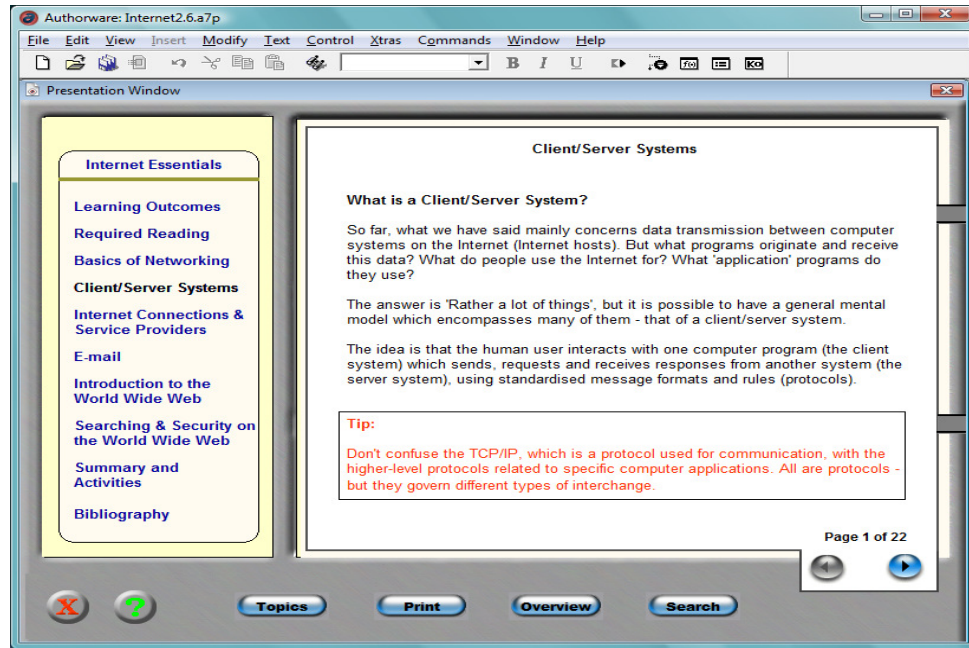 Authorware: Internet2.6.a7p
File Edit View Insert Modify Text Control Xtras Commands Window Help
B I U
Presentation Window
Internet Essentials
Learning Outcomes
Required Reading
Basics of Networking
Client/Server Systems
Internet Connections &
Service Providers
E-mail
Introduction to the
World Wide Web
Searching & Security on
the World Wide Web
Summary and
Activities
Bibliography
Client/Server Systems
What is a Client/Server System?
So far, what we have said mainly concerns data transmission between computer
systems on the Internet (Internet hosts). But what programs originate and receive
this data? What do people use the Internet for? What 'application' programs do
they use?
The answer is 'Rather a lot of things', but it is possible to have a general mental
model which encompasses many of them - that of a client/server system.
The idea is that the human user interacts with one computer program (the client
system) which sends, requests and receives responses from another system (the
server system), using standardised message formats and rules (protocols).
Tip:
Don't confuse the TCP/IP, which is a protocol used for communication, with the
higher-level protocols related to specific computer applications. All are protocols -
but they govern different types of interchange.
Page 1 of 22
X ? Topics Print Overview Search